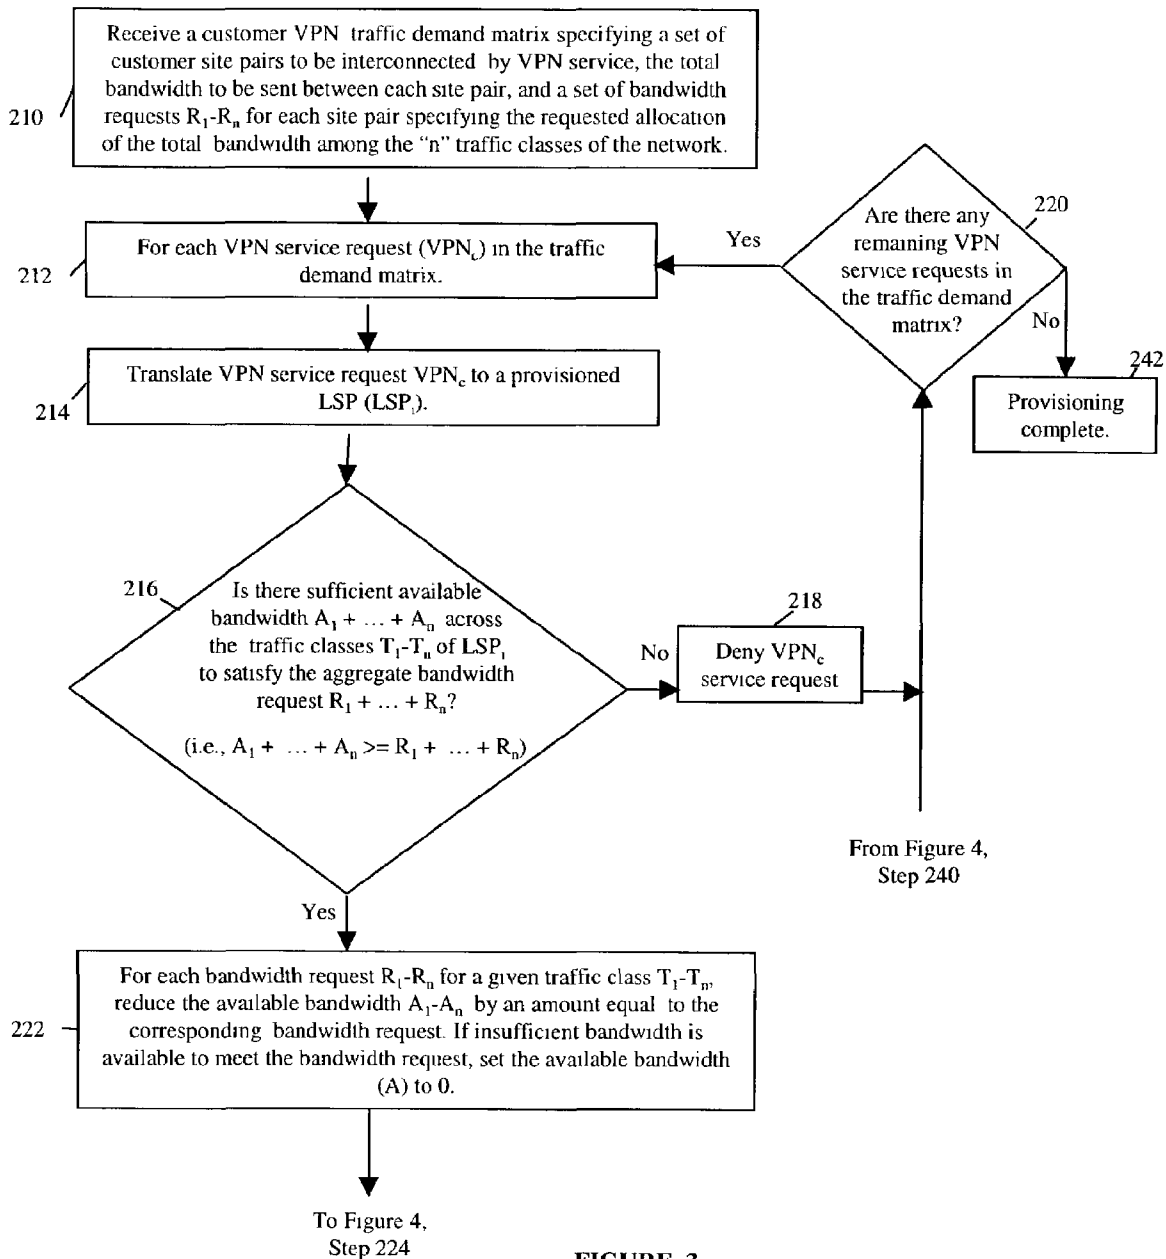 Receive a customer VPN traffic demand matrix specifying a set of
customer site pairs to be interconnected by VPN service, the total
bandwidth to be sent between each site pair, and a set of bandwidth
requests R₁-Rₙ for each site pair specifying the requested allocation
of the total bandwidth among the "n" traffic classes of the network.
210
For each VPN service request (VPN꜀) in the traffic
demand matrix.
212
Translate VPN service request VPN꜀ to a provisioned
LSP (LSPᵢ).
214
216
Is there sufficient available
bandwidth A₁ + ... + Aₙ across
the traffic classes T₁-Tₙ of LSPᵢ
to satisfy the aggregate bandwidth
request R₁ + ... + Rₙ?
(i.e., A₁ + ... + Aₙ >= R₁ + ... + Rₙ)
No
218
Deny VPN꜀
service request
220
Are there any
remaining VPN
service requests in
the traffic demand
matrix?
Yes
No
242
Provisioning
complete.
From Figure 4,
Step 240
Yes
For each bandwidth request R₁-Rₙ for a given traffic class T₁-Tₙ,
reduce the available bandwidth A₁-Aₙ by an amount equal to the
corresponding bandwidth request. If insufficient bandwidth is
available to meet the bandwidth request, set the available bandwidth
(A) to 0.
222
To Figure 4,
Step 224